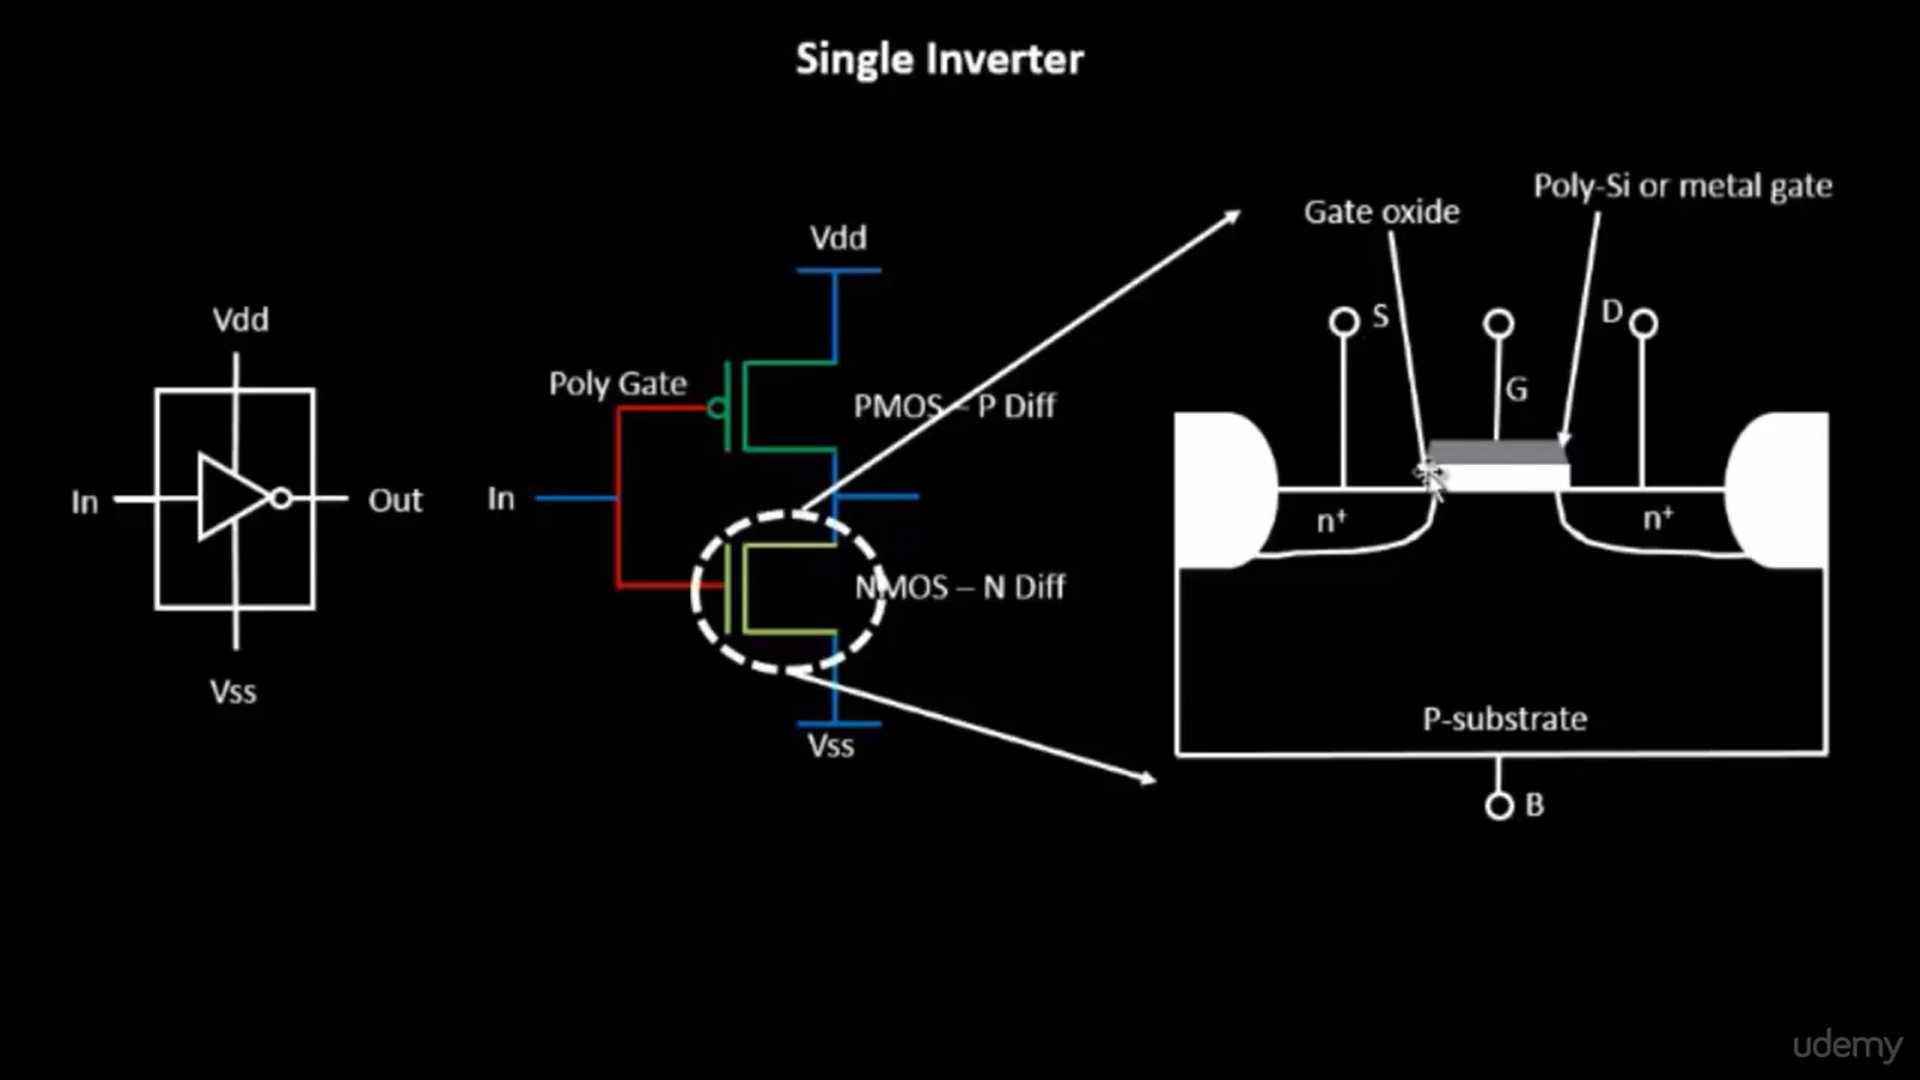 Single Inverter
Vdd
In
Out
Vss
Vdd
Poly Gate
PMOS – P Diff
In
NMOS – N Diff
Vss
Gate oxide
Poly-Si or metal gate
S
G
D
n+
n+
P-substrate
B
udemy